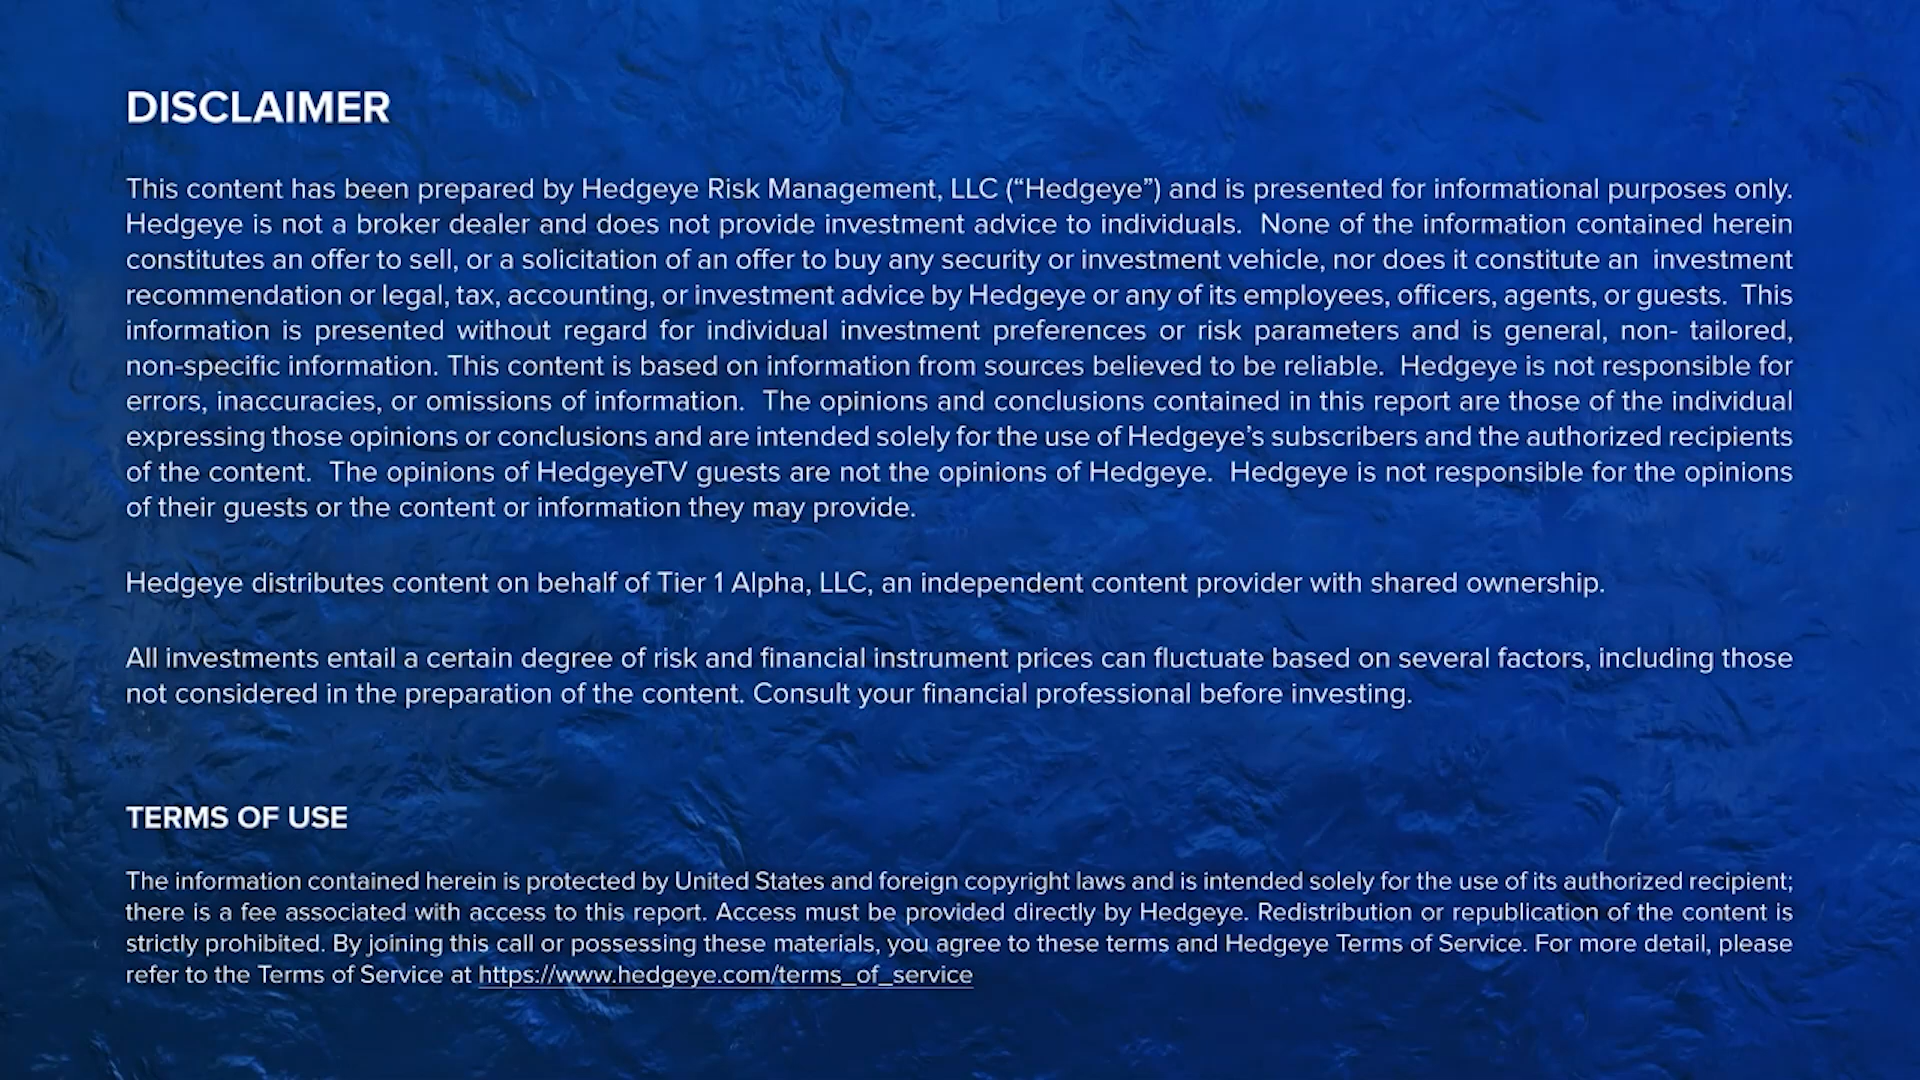 DISCLAIMER
This content has been prepared by Hedgeye Risk Management, LLC (“Hedgeye”) and is presented for informational purposes only.
Hedgeye is not a broker dealer and does not provide investment advice to individuals.  None of the information contained herein
constitutes an offer to sell, or a solicitation of an offer to buy any security or investment vehicle, nor does it constitute an  investment
recommendation or legal, tax, accounting, or investment advice by Hedgeye or any of its employees, officers, agents, or guests.  This
information is presented without regard for individual investment preferences or risk parameters and is general, non- tailored,
non-specific information. This content is based on information from sources believed to be reliable.  Hedgeye is not responsible for
errors, inaccuracies, or omissions of information.  The opinions and conclusions contained in this report are those of the individual
expressing those opinions or conclusions and are intended solely for the use of Hedgeye’s subscribers and the authorized recipients
of the content.  The opinions of HedgeyeTV guests are not the opinions of Hedgeye.  Hedgeye is not responsible for the opinions
of their guests or the content or information they may provide.
Hedgeye distributes content on behalf of Tier 1 Alpha, LLC, an independent content provider with shared ownership.
All investments entail a certain degree of risk and financial instrument prices can fluctuate based on several factors, including those
not considered in the preparation of the content. Consult your financial professional before investing.
TERMS OF USE
The information contained herein is protected by United States and foreign copyright laws and is intended solely for the use of its authorized recipient;
there is a fee associated with access to this report. Access must be provided directly by Hedgeye. Redistribution or republication of the content is
strictly prohibited. By joining this call or possessing these materials, you agree to these terms and Hedgeye Terms of Service. For more detail, please
refer to the Terms of Service at https://www.hedgeye.com/terms_of_service